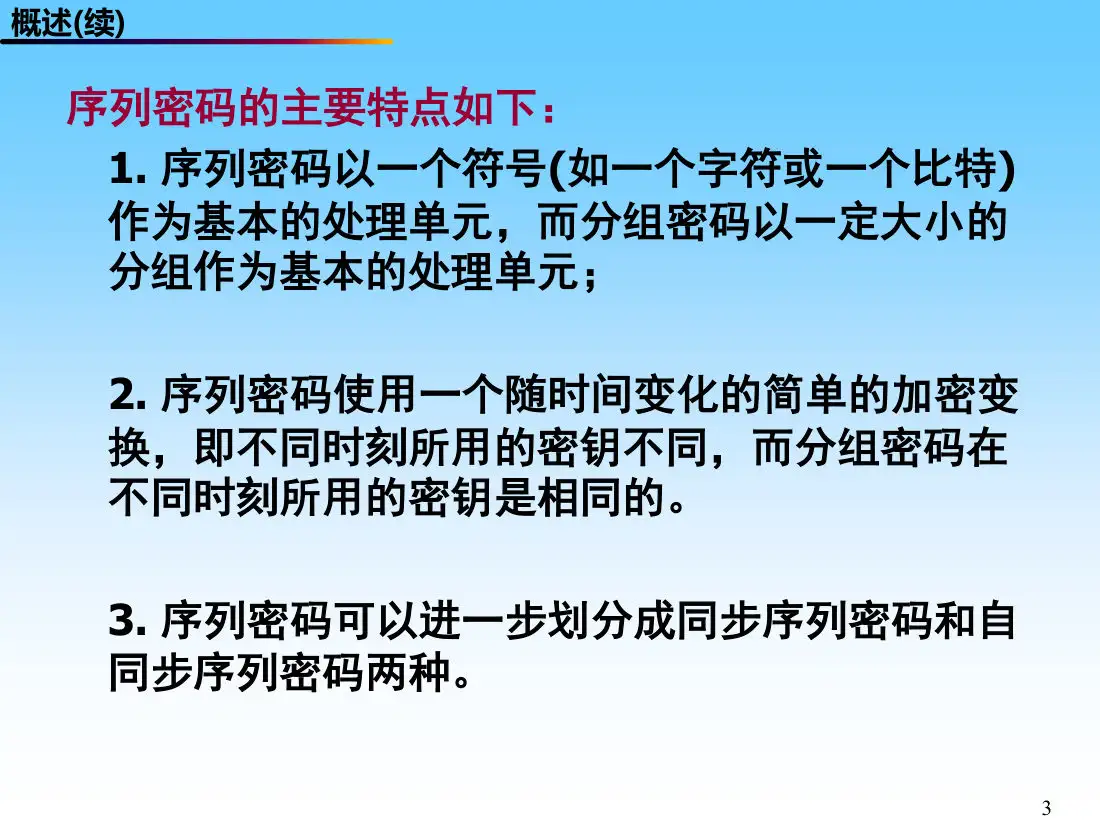 概述(续)
序列密码的主要特点如下：
1. 序列密码以一个符号(如一个字符或一个比特)
作为基本的处理单元，而分组密码以一定大小的
分组作为基本的处理单元；
2. 序列密码使用一个随时间变化的简单的加密变
换，即不同时刻所用的密钥不同，而分组密码在
不同时刻所用的密钥是相同的。
3. 序列密码可以进一步划分成同步序列密码和自
同步序列密码两种。
3